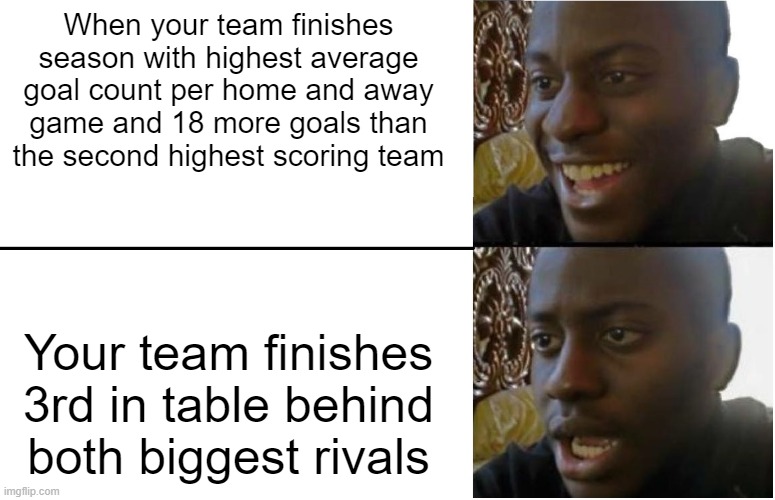 When your team finishes
season with highest average
goal count per home and away
game and 18 more goals than
the second highest scoring team
Your team finishes
3rd in table behind
both biggest rivals
imgflip.com